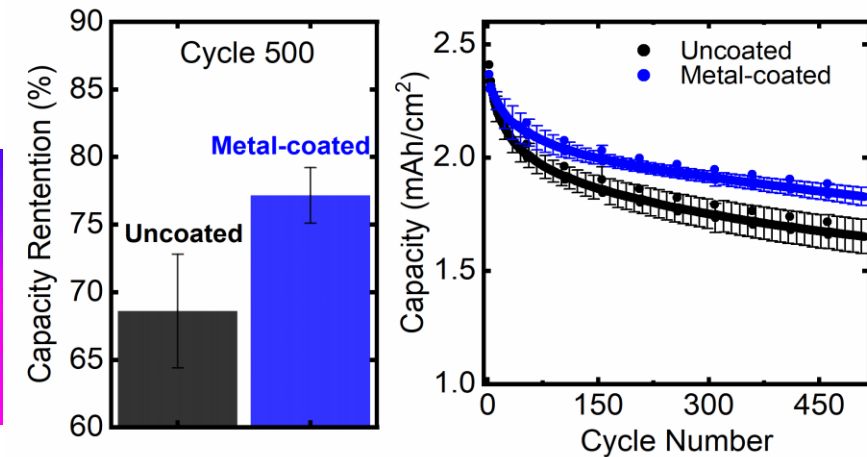 Capacity Rentention (%)
90
85
80
75
70
65
60
Cycle 500
Metal-coated
Uncoated
Capacity (mAh/cm²)
2.5
2.0
1.5
1.0
Uncoated
Metal-coated
0
150
300
450
Cycle Number